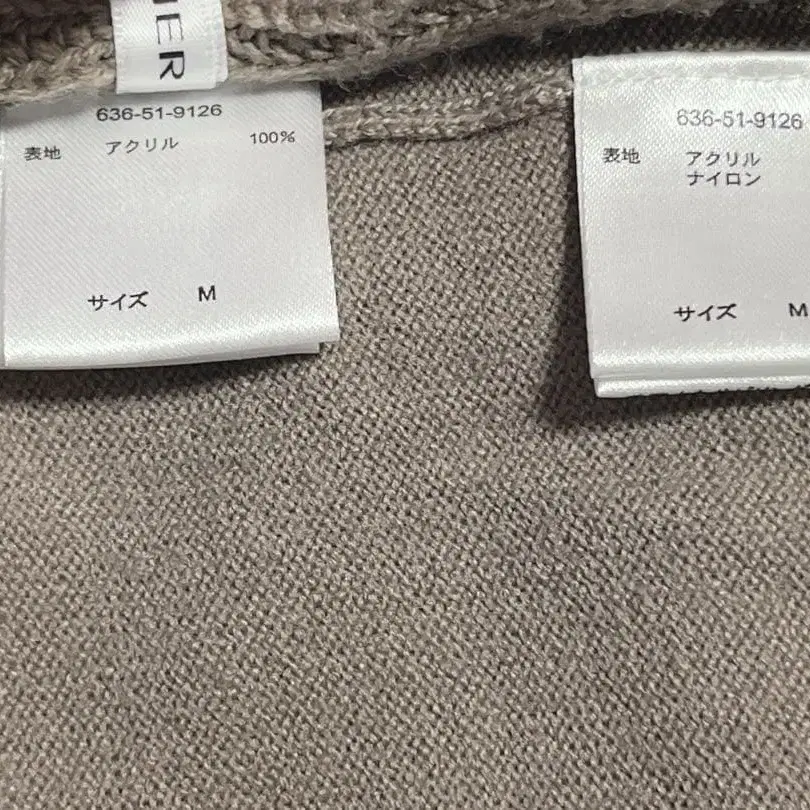 HER
636-51-9126
表地 アクリル 100%
サイズ M
636-51-9126
表地 アクリル
ナイロン
サイズ M